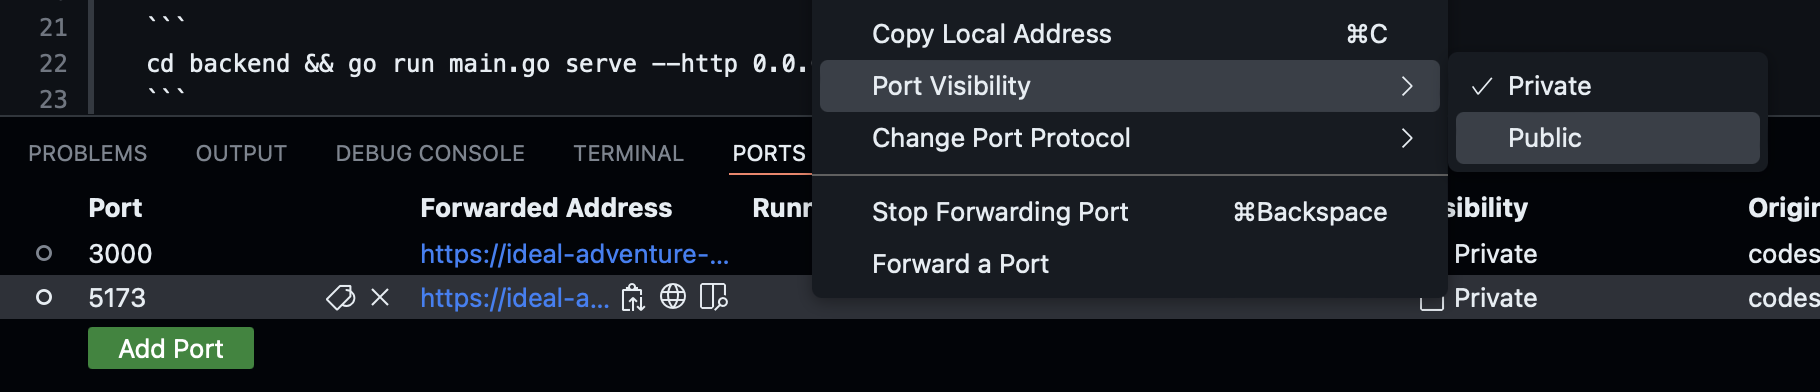 21 ```
22 cd backend && go run main.go serve --http 0.0.
23 ```
Copy Local Address ⌘C
Port Visibility
Change Port Protocol
Stop Forwarding Port ⌘Backspace
Forward a Port
✓ Private
Public
PROBLEMS OUTPUT DEBUG CONSOLE TERMINAL PORTS
Port Forwarded Address Runn sibility Origin
3000 https://ideal-adventure-... Private codes
5173 https://ideal-a... Private codes
Add Port